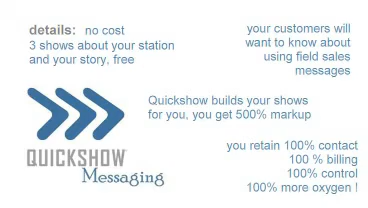 details: no cost
3 shows about your station
and your story, free
your customers will
want to know about
using field sales
messages
Quickshow builds your shows
for you, you get 500% markup
QUICKSHOW
Messaging
you retain 100% contact
100 % billing
100% control
100% more oxygen !